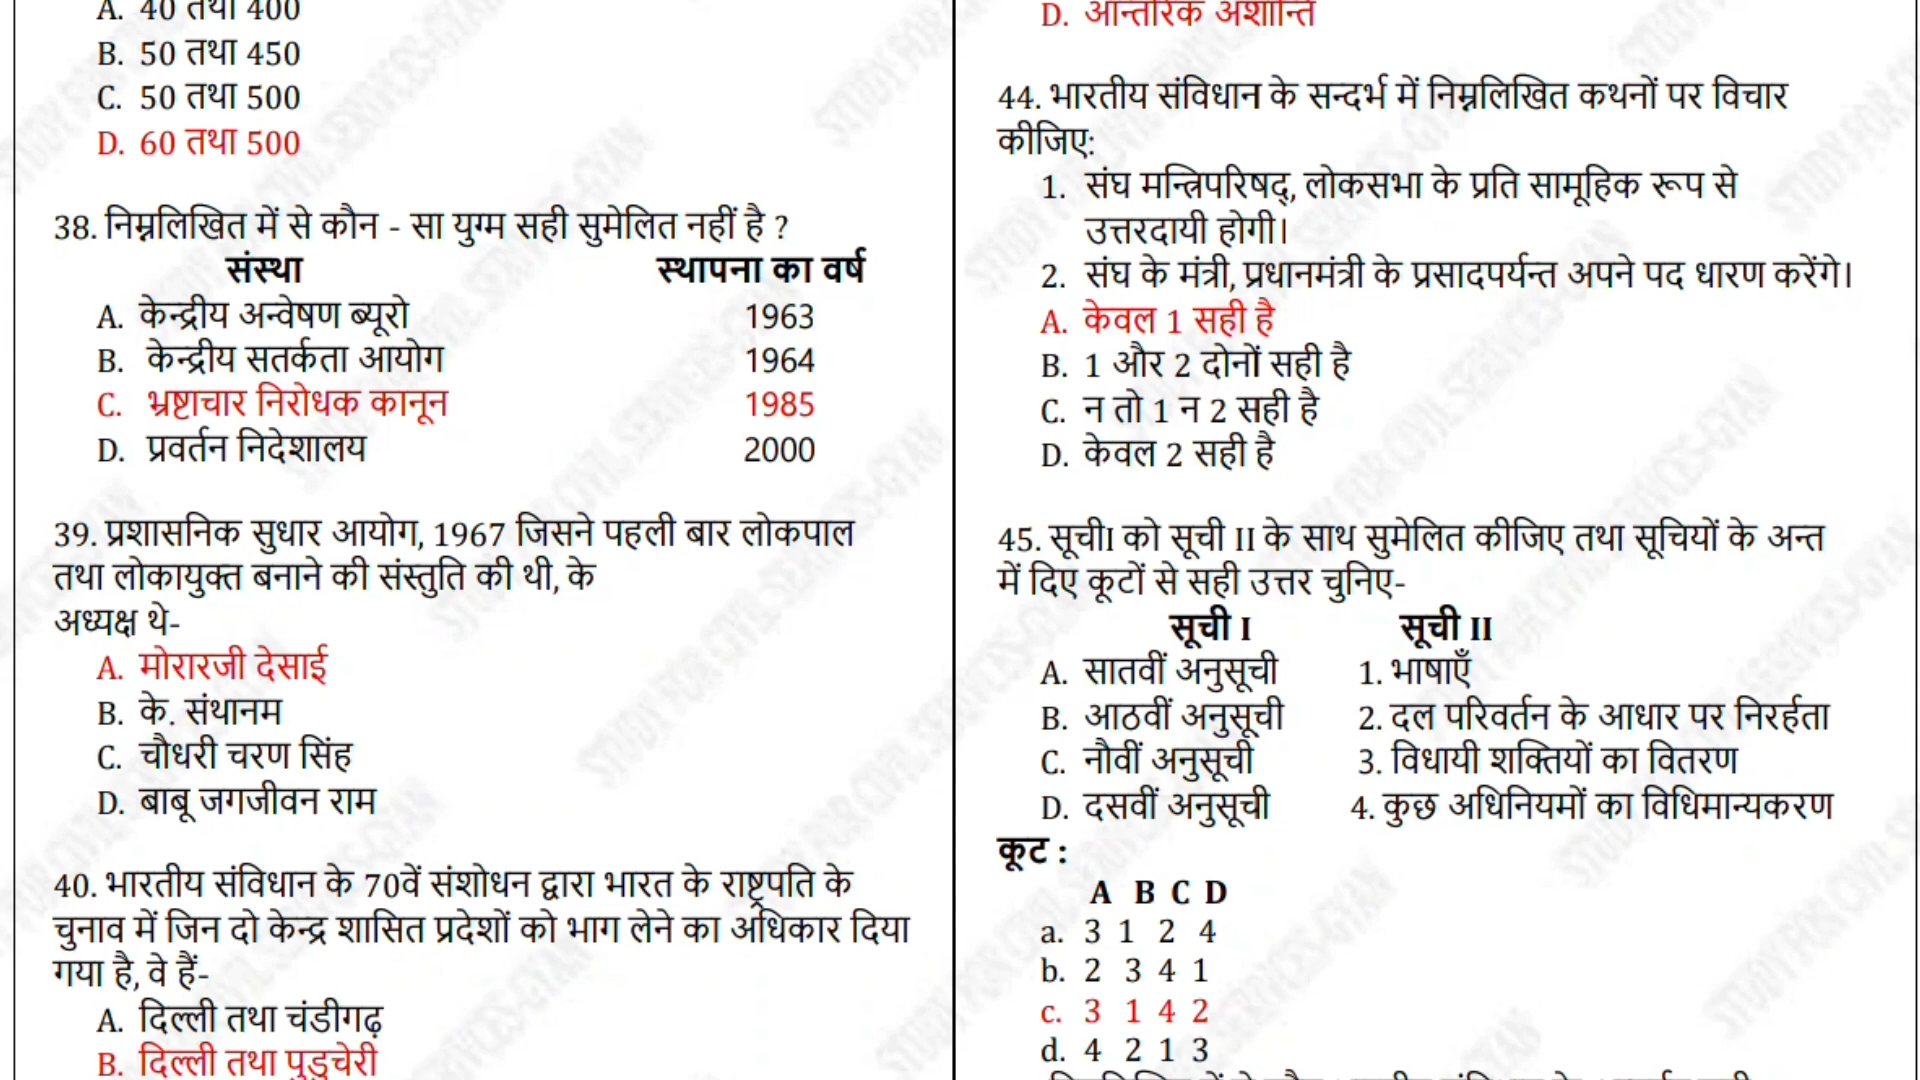 A. 40 तथा 400
B. 50 तथा 450
C. 50 तथा 500
D. 60 तथा 500
38. निम्नलिखित में से कौन - सा युग्म सही सुमेलित नहीं है ?
संस्था स्थापना का वर्ष
A. केन्द्रीय अन्वेषण ब्यूरो 1963
B. केन्द्रीय सतर्कता आयोग 1964
C. भ्रष्टाचार निरोधक कानून 1985
D. प्रवर्तन निदेशालय 2000
39. प्रशासनिक सुधार आयोग, 1967 जिसने पहली बार लोकपाल
तथा लोकायुक्त बनाने की संस्तुति की थी, के
अध्यक्ष थे-
A. मोरारजी देसाई
B. के. संथानम
C. चौधरी चरण सिंह
D. बाबू जगजीवन राम
40. भारतीय संविधान के 70वें संशोधन द्वारा भारत के राष्ट्रपति के
चुनाव में जिन दो केन्द्र शासित प्रदेशों को भाग लेने का अधिकार दिया
गया है, वे हैं-
A. दिल्ली तथा चंडीगढ़
B. दिल्ली तथा पुडुचेरी
D. आन्तरिक अशान्ति
44. भारतीय संविधान के सन्दर्भ में निम्नलिखित कथनों पर विचार
कीजिए:
1. संघ मन्त्रिपरिषद्, लोकसभा के प्रति सामूहिक रूप से
उत्तरदायी होगी।
2. संघ के मंत्री, प्रधानमंत्री के प्रसादपर्यन्त अपने पद धारण करेंगे।
A. केवल 1 सही है
B. 1 और 2 दोनों सही है
C. न तो 1 न 2 सही है
D. केवल 2 सही है
45. सूचीI को सूची II के साथ सुमेलित कीजिए तथा सूचियों के अन्त
में दिए कूटों से सही उत्तर चुनिए-
सूची I सूची II
A. सातवीं अनुसूची 1. भाषाएँ
B. आठवीं अनुसूची 2. दल परिवर्तन के आधार पर निरर्हता
C. नौवीं अनुसूची 3. विधायी शक्तियों का वितरण
D. दसवीं अनुसूची 4. कुछ अधिनियमों का विधिमान्यकरण
कूट :
A B C D
a. 3 1 2 4
b. 2 3 4 1
c. 3 1 4 2
d. 4 2 1 3
STUDY FOR CIVIL SERVICES-GYAN